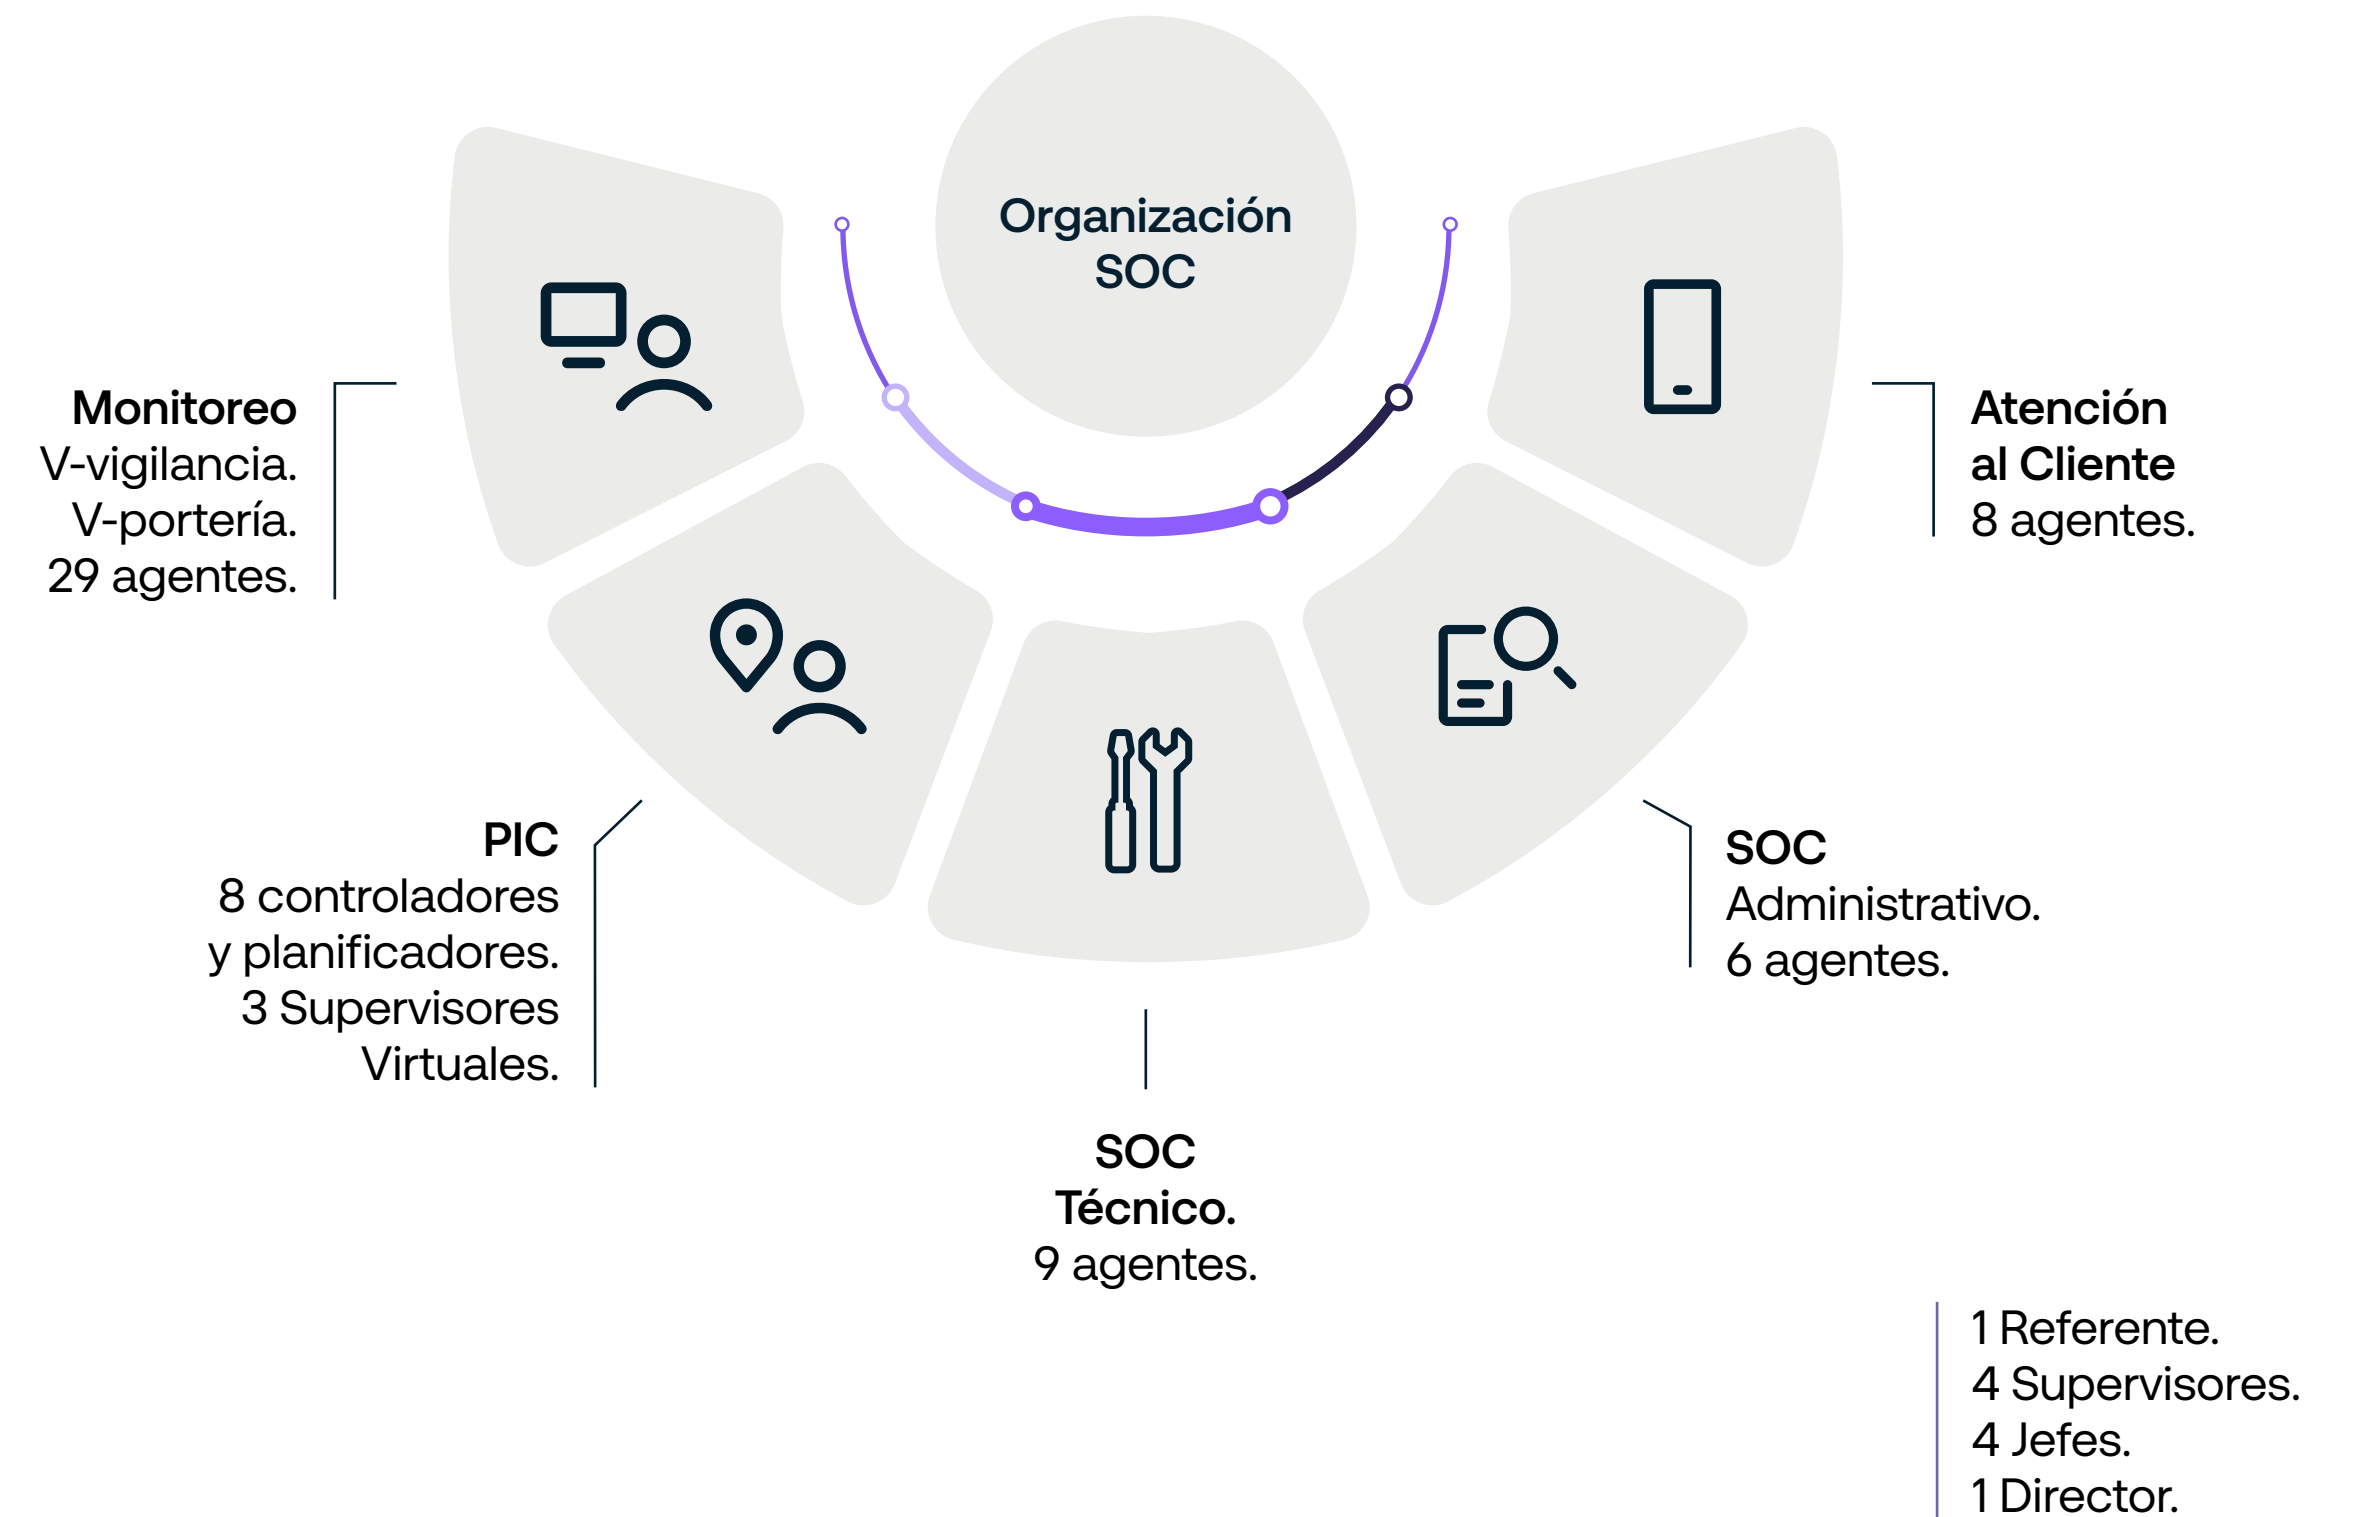 Organización
SOC
Monitoreo
V-vigilancia.
V-portería.
29 agentes.
PIC
8 controladores
y planificadores.
3 Supervisores
Virtuales.
SOC
Técnico.
9 agentes.
SOC
Administrativo.
6 agentes.
Atención
al Cliente
8 agentes.
1 Referente.
4 Supervisores.
4 Jefes.
1 Director.